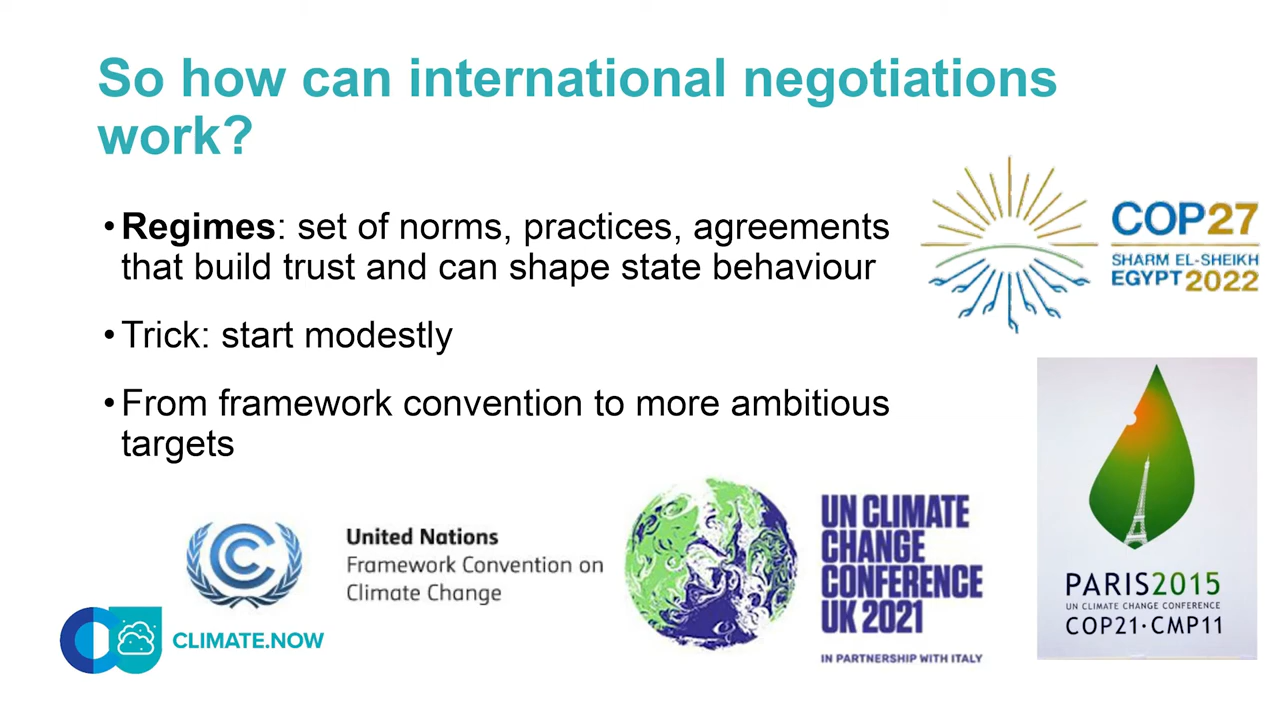 So how can international negotiations
work?
• Regimes: set of norms, practices, agreements
that build trust and can shape state behaviour
• Trick: start modestly
• From framework convention to more ambitious
targets
COP27
SHARM EL-SHEIKH
EGYPT 2022
United Nations
Framework Convention on
Climate Change
UN CLIMATE
CHANGE
CONFERENCE
UK 2021
IN PARTNERSHIP WITH ITALY
PARIS2015
UN CLIMATE CHANGE CONFERENCE
COP21·CMP11
CLIMATE.NOW